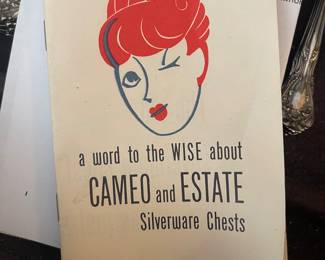 a word to the WISE about
CAMEO and ESTATE
Silverware Chests